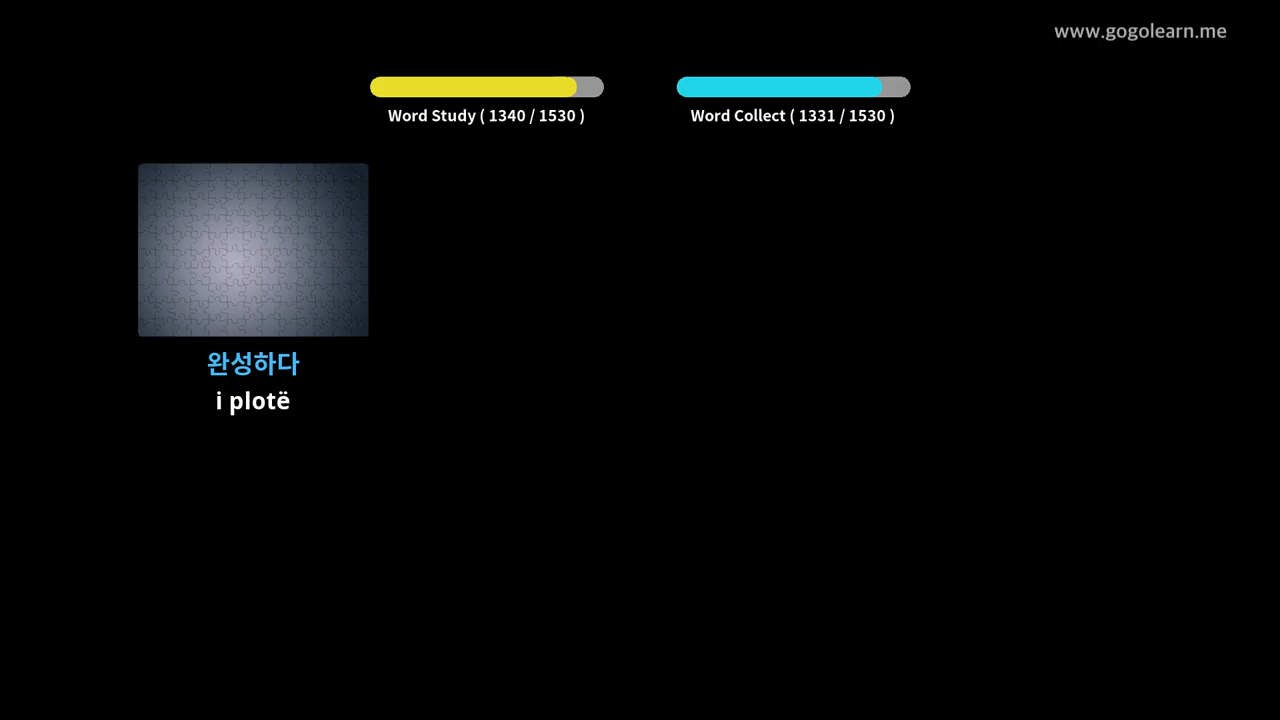 www.gogolearn.me
Word Study ( 1340 / 1530 )
Word Collect ( 1331 / 1530 )
완성하다
i plotë